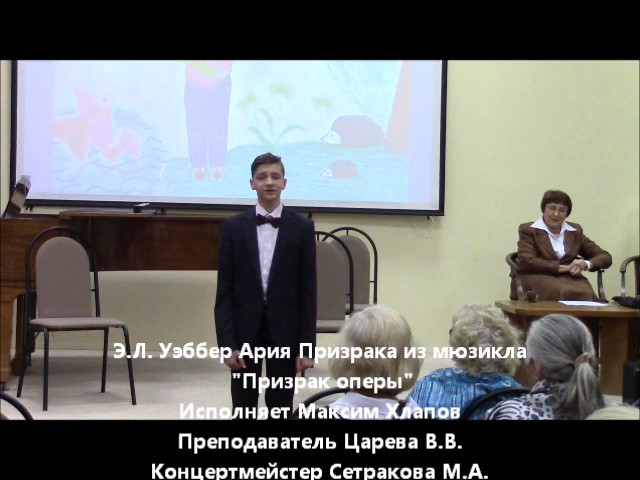 Э.Л. Уэббер Ария Призрака из мюзикла
"Призрак оперы"
Исполняет Максим Хлапов
Преподаватель Царева В.В.
Концертмейстер Сетракова М.А.